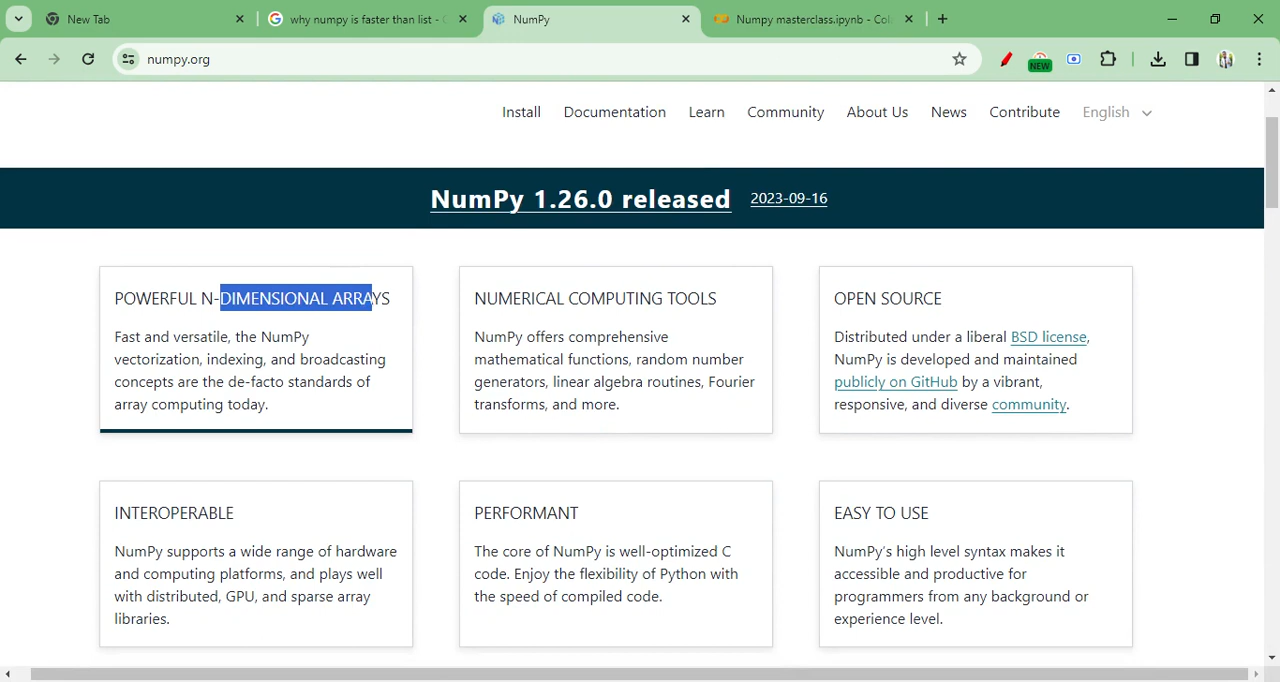 New Tab
why numpy is faster than list - G
NumPy
Numpy masterclass.ipynb - Col
numpy.org
NEW
Install Documentation Learn Community About Us News Contribute English
NumPy 1.26.0 released 2023-09-16
POWERFUL N-DIMENSIONAL ARRAYS
Fast and versatile, the NumPy
vectorization, indexing, and broadcasting
concepts are the de-facto standards of
array computing today.
NUMERICAL COMPUTING TOOLS
NumPy offers comprehensive
mathematical functions, random number
generators, linear algebra routines, Fourier
transforms, and more.
OPEN SOURCE
Distributed under a liberal BSD license,
NumPy is developed and maintained
publicly on GitHub by a vibrant,
responsive, and diverse community.
INTEROPERABLE
NumPy supports a wide range of hardware
and computing platforms, and plays well
with distributed, GPU, and sparse array
libraries.
PERFORMANT
The core of NumPy is well-optimized C
code. Enjoy the flexibility of Python with
the speed of compiled code.
EASY TO USE
NumPy's high level syntax makes it
accessible and productive for
programmers from any background or
experience level.